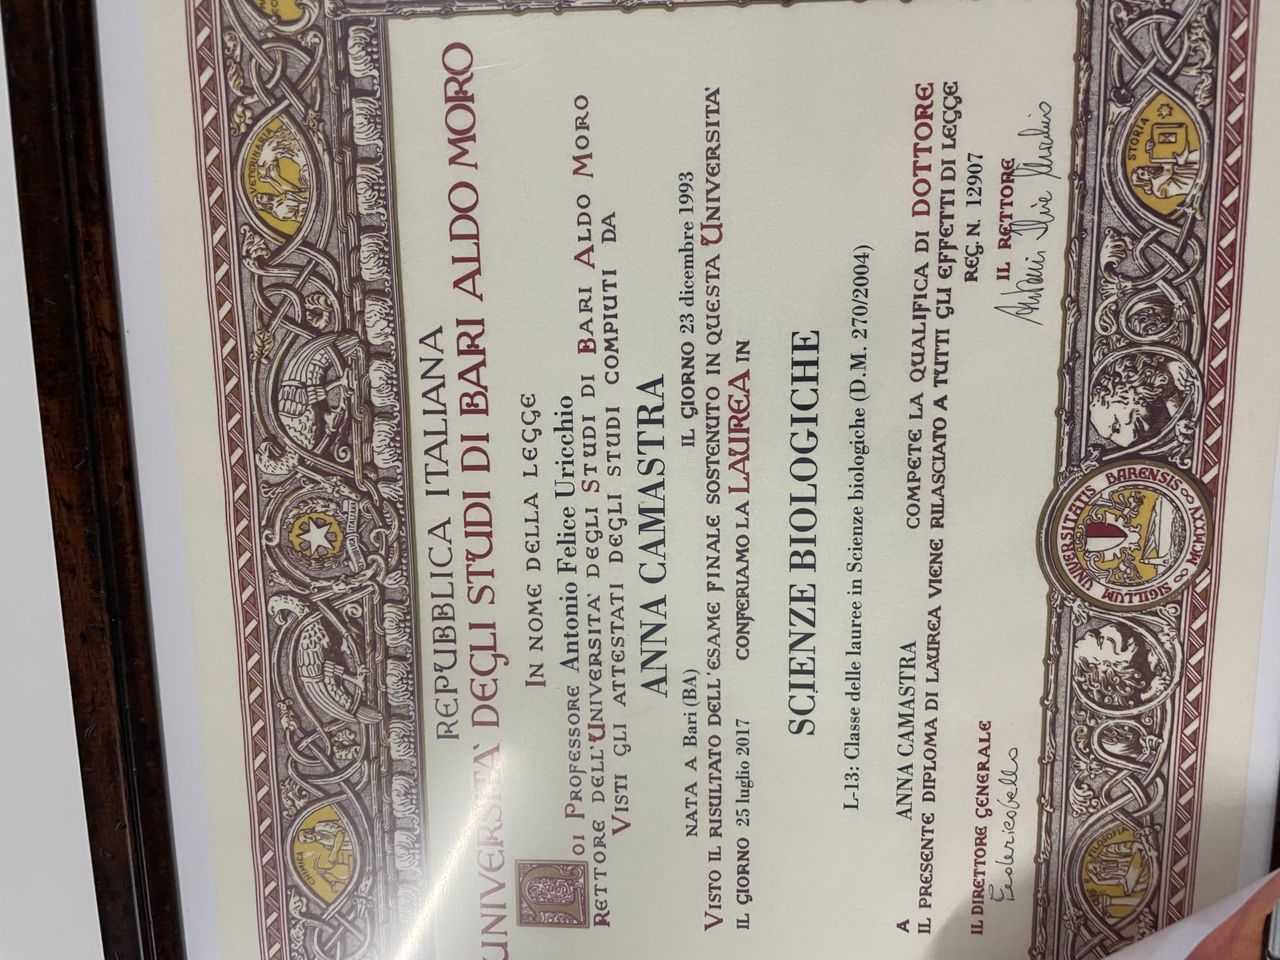 REPUBBLICA ITALIANA
UNIVERSITA' DEGLI STUDI DI BARI ALDO MORO
IN NOME DELLA LEGGE
NOI PROFESSORE Antonio Felice Uricchio
RETTORE DELL'UNIVERSITA' DEGLI STUDI DI BARI ALDO MORO
VISTI GLI ATTESTATI DEGLI STUDI COMPIUTI DA
ANNA CAMASTRA
NATA A Bari (BA) IL GIORNO 23 dicembre 1993
VISTO IL RISULTATO DELL'ESAME FINALE SOSTENUTO IN QUESTA UNIVERSITA'
IL GIORNO 25 luglio 2017 CONFERIAMO LA LAUREA IN
SCIENZE BIOLOGICHE
L-13: Classe delle lauree in Scienze biologiche (D.M. 270/2004)
A ANNA CAMASTRA COMPETE LA QUALIFICA DI DOTTORE
IL PRESENTE DIPLOMA DI LAUREA VIENE RILASCIATO A TUTTI GLI EFFETTI DI LEGGE
REG. N. 12907
IL DIRETTORE GENERALE IL RETTORE
CHIMICA
VETERINARIA
FILOSOFIA
SIGILLUM UNIVERSITATIS BARENSIS MCMXXV
STORIA